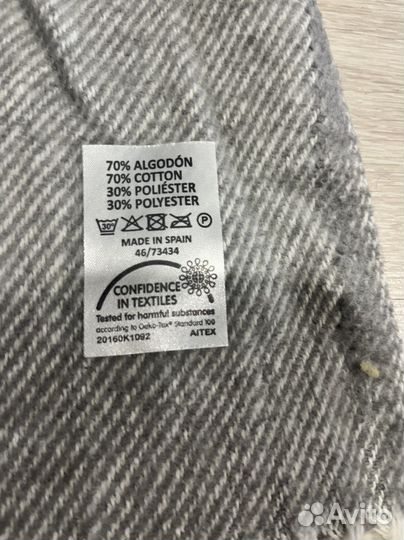 70% ALGODÓN
70% COTTON
30% POLIÉSTER
30% POLYESTER
30° P
MADE IN SPAIN
46/73434
CONFIDENCE
IN TEXTILES
Tested for harmful substances
according to Oeko-Tex® Standard 100
20160K1092 AITEX
Avito